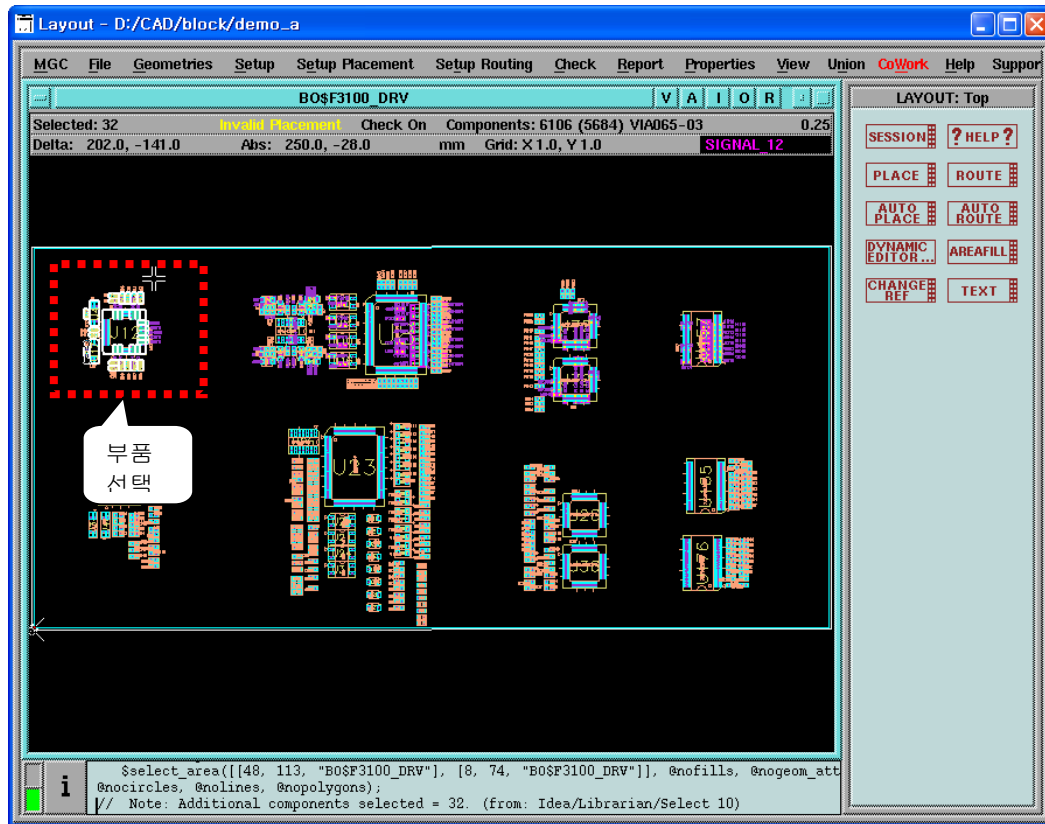 Layout - D:/CAD/block/demo_a
MGC File Geometries Setup Setup Placement Setup Routing Check Report Properties View Union CoWork Help Suppor
BO$F3100_DRV V A I O R
LAYOUT: Top
Selected: 32 Invalid Placement Check On Components: 6106 (5684) VIA065-03 0.25
Delta: 202.0, -141.0 Abs: 250.0, -28.0 mm Grid: X 1.0, Y 1.0 SIGNAL_12
SESSION ? HELP ?
PLACE ROUTE
AUTO PLACE AUTO ROUTE
DYNAMIC EDITOR... AREAFILL
CHANGE REF TEXT
U12
부품
선택
U23
i
$select_area([[48, 113, "BO$F3100_DRV"], [8, 74, "BO$F3100_DRV"]], @nofills, @nogeom_att
@nocircles, @nolines, @nopolygons);
// Note: Additional components selected = 32. (from: Idea/Librarian/Select 10)